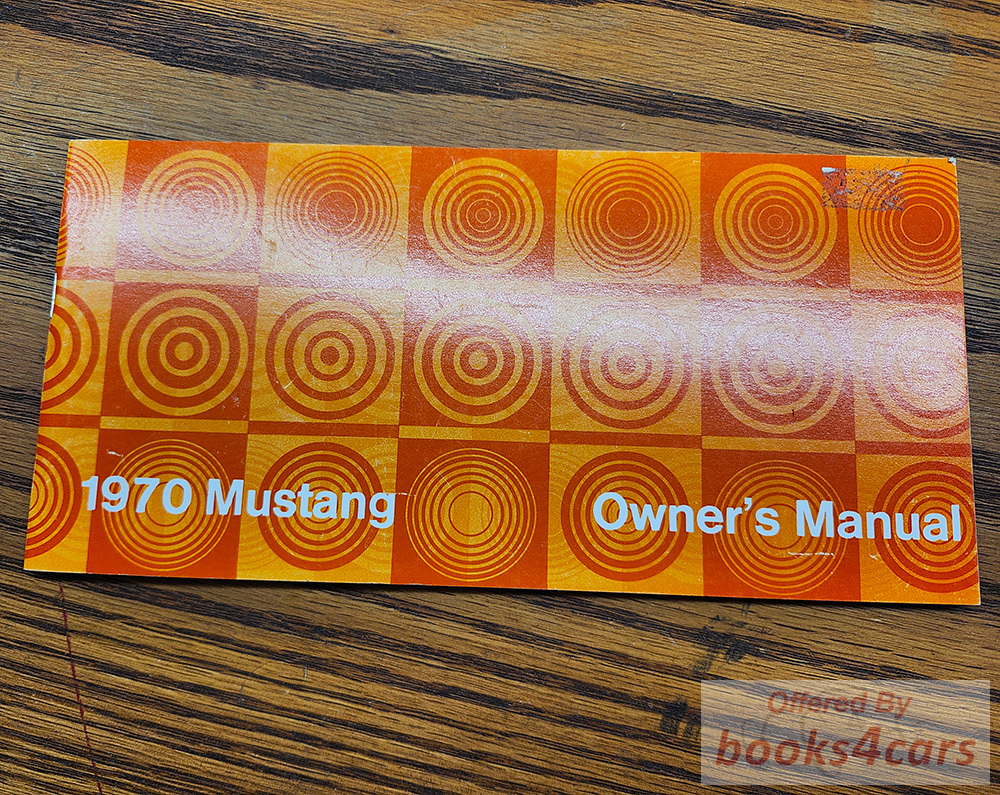 1970 Mustang Owner's Manual
Offered By
books4cars